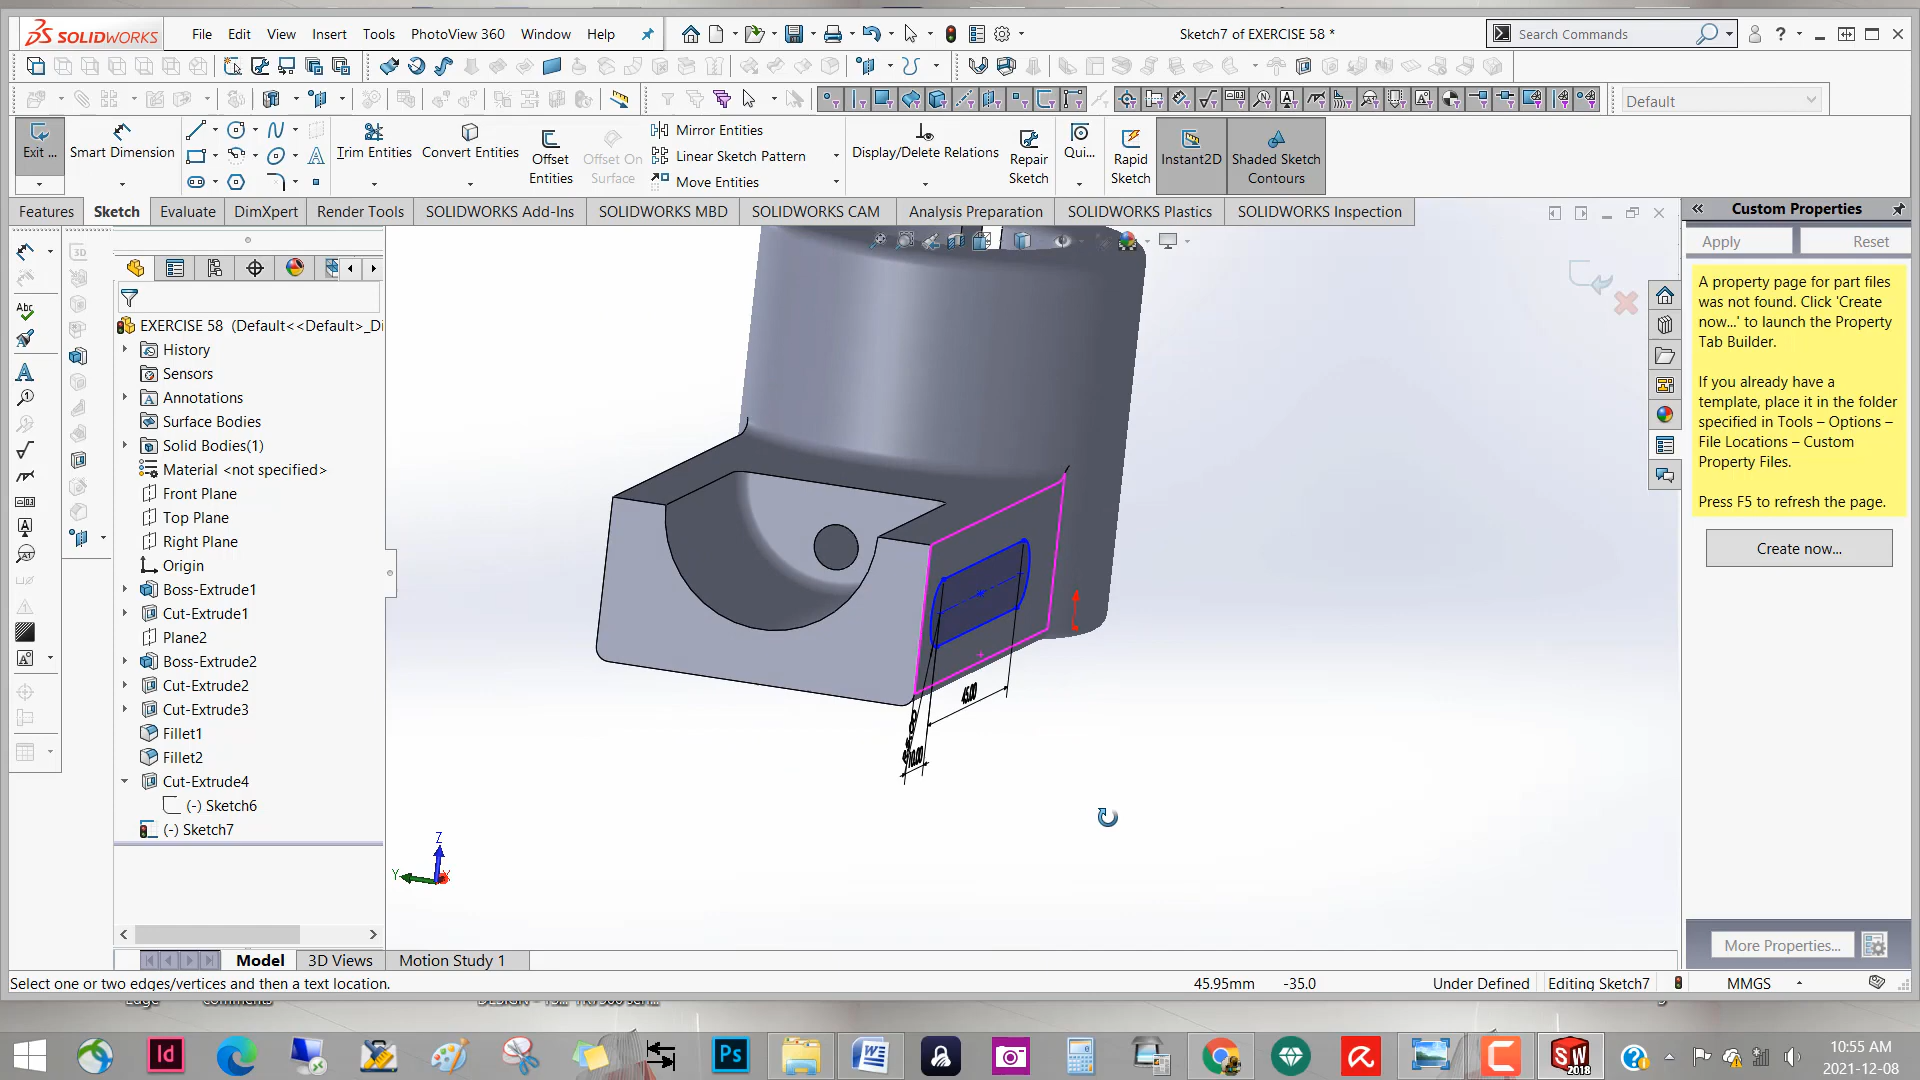 SOLIDWORKS File Edit View Insert Tools PhotoView 360 Window Help Sketch7 of EXERCISE 58 * Search Commands ?
Default
Exit ... Smart Dimension Trim Entities Convert Entities Offset Entities Offset On Surface Mirror Entities Linear Sketch Pattern Move Entities Display/Delete Relations Repair Sketch Qui... Rapid Sketch Instant2D Shaded Sketch Contours
Features Sketch Evaluate DimXpert Render Tools SOLIDWORKS Add-Ins SOLIDWORKS MBD SOLIDWORKS CAM Analysis Preparation SOLIDWORKS Plastics SOLIDWORKS Inspection
Custom Properties
Apply Reset
A property page for part files
was not found. Click 'Create
now...' to launch the Property
Tab Builder.
If you already have a
template, place it in the folder
specified in Tools – Options –
File Locations – Custom
Property Files.
Press F5 to refresh the page.
Create now...
More Properties...
EXERCISE 58 (Default<<Default>_Di
History
Sensors
Annotations
Surface Bodies
Solid Bodies(1)
Material <not specified>
Front Plane
Top Plane
Right Plane
Origin
Boss-Extrude1
Cut-Extrude1
Plane2
Boss-Extrude2
Cut-Extrude2
Cut-Extrude3
Fillet1
Fillet2
Cut-Extrude4
(-) Sketch6
(-) Sketch7
45.00
10.00
Z
Y
X
Model 3D Views Motion Study 1
Select one or two edges/vertices and then a text location. 45.95mm -35.0 Under Defined Editing Sketch7 MMGS
Id Ps W SW 2018
10:55 AM
2021-12-08